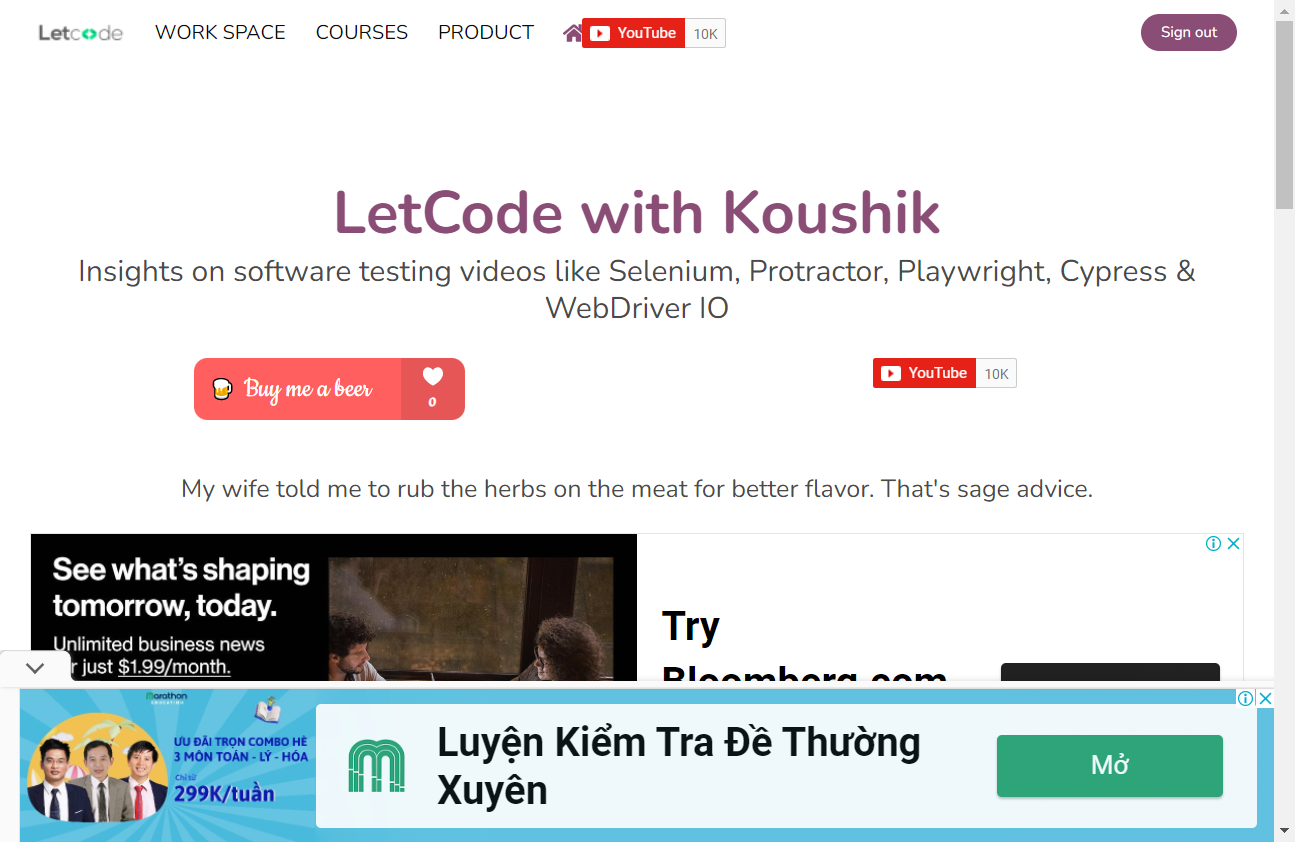 Letcode WORK SPACE COURSES PRODUCT YouTube 10K Sign out
LetCode with Koushik
Insights on software testing videos like Selenium, Protractor, Playwright, Cypress &
WebDriver IO
Buy me a beer 0
YouTube 10K
My wife told me to rub the herbs on the meat for better flavor. That's sage advice.
See what's shaping
tomorrow, today.
Unlimited business news
r just $1.99/month.
Try
Bloomberg.com
marathon
EDUCATION
ƯU ĐÃI TRỌN COMBO HÈ
3 MÔN TOÁN - LÝ - HÓA
Chỉ từ
299K/tuần
Luyện Kiểm Tra Đề Thường
Xuyên
Mở